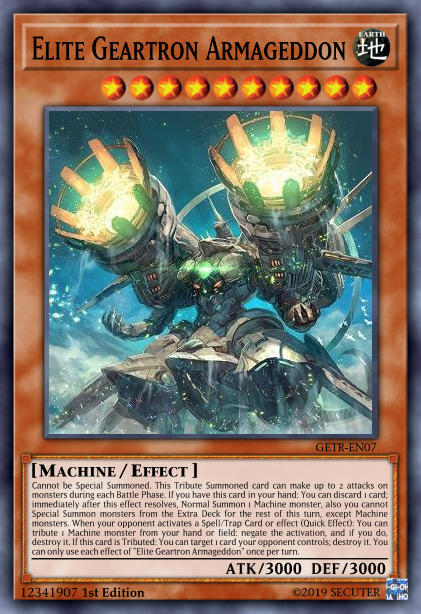 ELITE GEARTRON ARMAGEDDON
EARTH
地
GETR-EN07
[MACHINE / EFFECT ]
Cannot be Special Summoned. This Tribute Summoned card can make up to 2 attacks on
monsters during each Battle Phase. If you have this card in your hand: You can discard 1 card;
immediately after this effect resolves, Normal Summon 1 Machine monster, also you cannot
Special Summon monsters from the Extra Deck for the rest of this turn, except Machine
monsters. When your opponent activates a Spell/Trap Card or effect (Quick Effect): You can
tribute 1 Machine monster from your hand or field: negate the activation, and if you do,
destroy it. If this card is Tributed: You can target 1 card your opponent controls; destroy it. You
can only use each effect of "Elite Geartron Armageddon" once per turn.
ATK/3000 DEF/3000
12341907 1st Edition
©2019 SECUTER